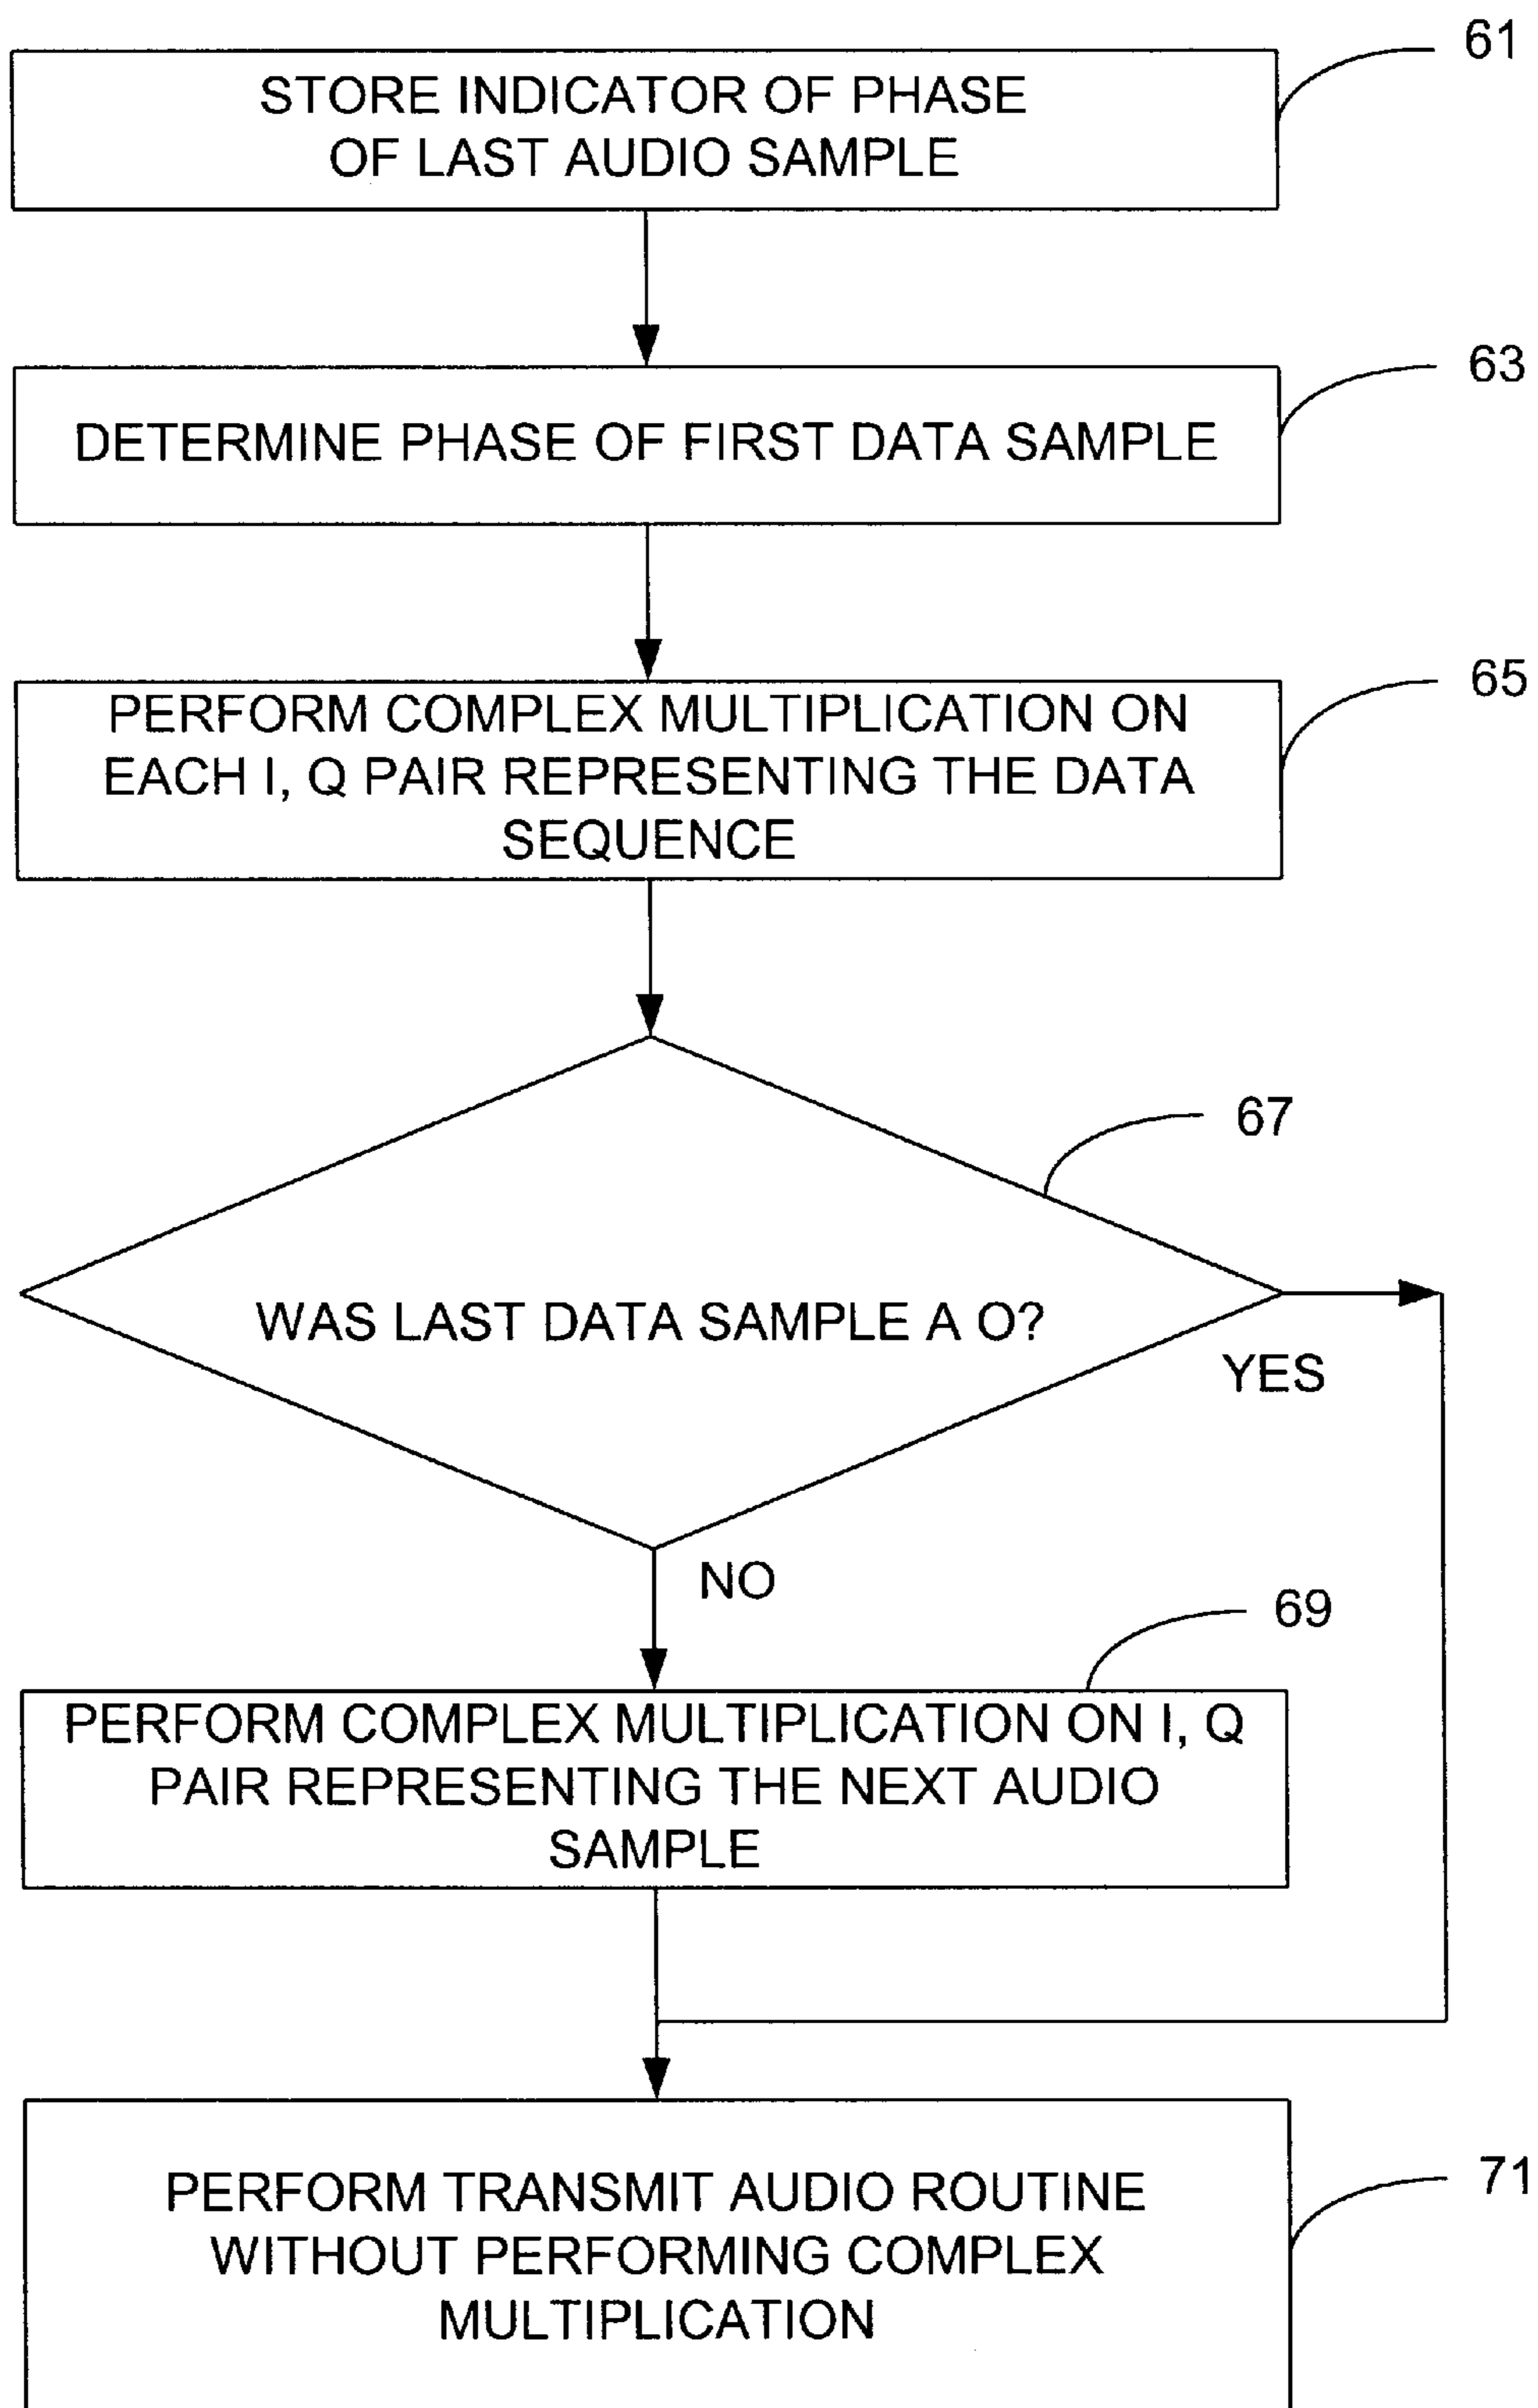 61
STORE INDICATOR OF PHASE
OF LAST AUDIO SAMPLE
63
DETERMINE PHASE OF FIRST DATA SAMPLE
65
PERFORM COMPLEX MULTIPLICATION ON
EACH I, Q PAIR REPRESENTING THE DATA
SEQUENCE
67
WAS LAST DATA SAMPLE A O?
YES
NO
69
PERFORM COMPLEX MULTIPLICATION ON I, Q
PAIR REPRESENTING THE NEXT AUDIO
SAMPLE
71
PERFORM TRANSMIT AUDIO ROUTINE
WITHOUT PERFORMING COMPLEX
MULTIPLICATION